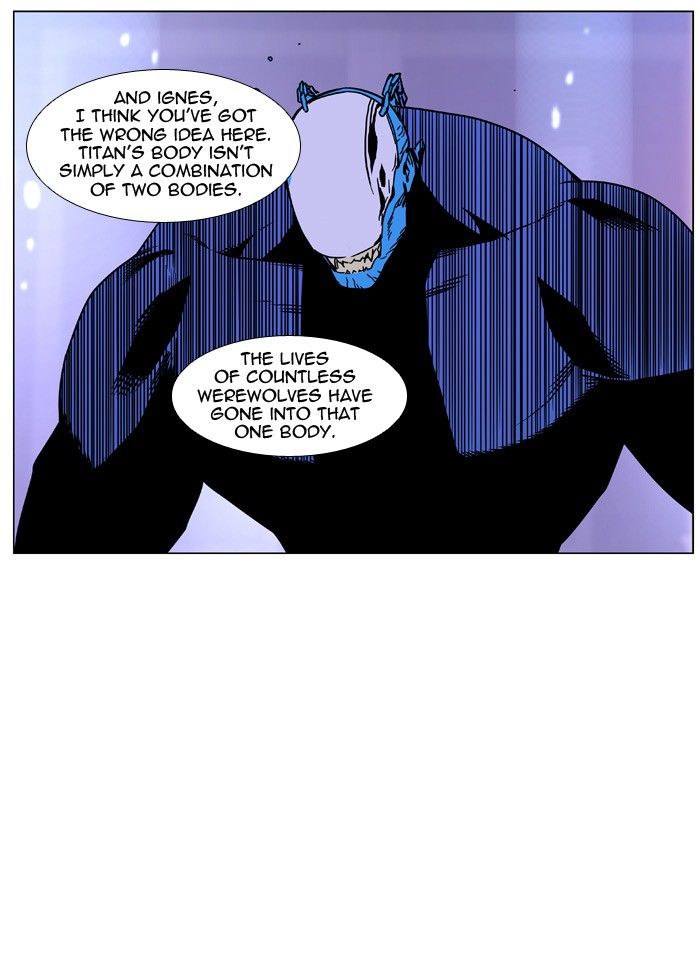 AND IGNES,
I THINK YOU'VE GOT
THE WRONG IDEA HERE.
TITAN'S BODY ISN'T
SIMPLY A COMBINATION
OF TWO BODIES.
THE LIVES
OF COUNTLESS
WEREWOLVES HAVE
GONE INTO THAT
ONE BODY.